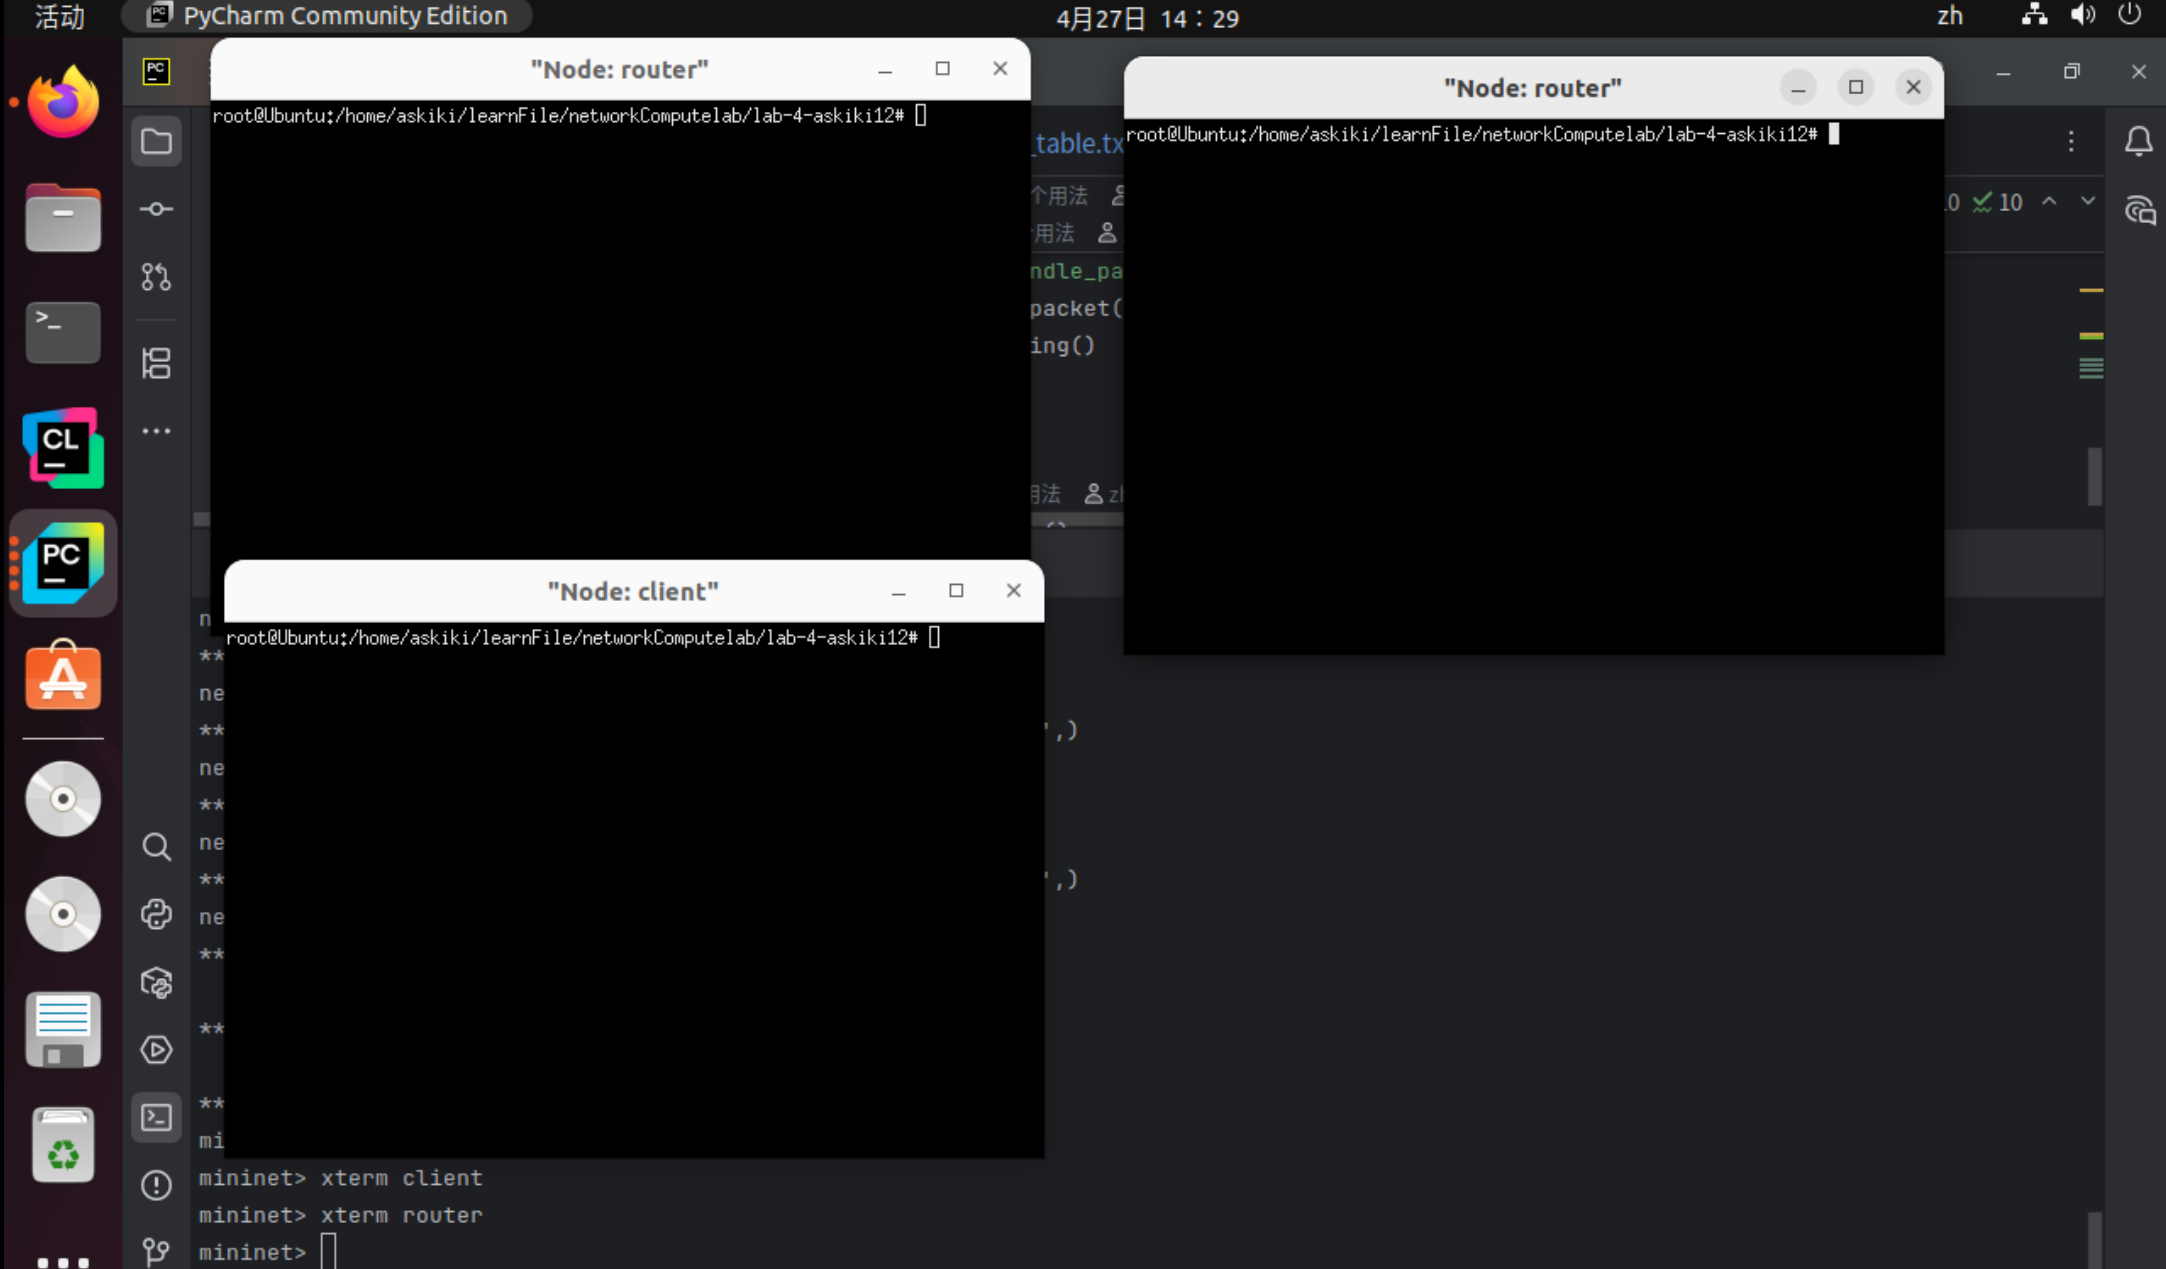 活动
PyCharm Community Edition
4月27日 14：29
zh
"Node: router"
root@Ubuntu:/home/askiki/learnFile/networkComputelab/lab-4-askiki12#
"Node: router"
root@Ubuntu:/home/askiki/learnFile/networkComputelab/lab-4-askiki12#
_table.tx
个用法
用法
10
ndle_pa
packet(
ing()
用法
()
"Node: client"
root@Ubuntu:/home/askiki/learnFile/networkComputelab/lab-4-askiki12#
n
**
ne
**
',)
ne
**
ne
**
',)
ne
**
**
**
mi
mininet> xterm client
mininet> xterm router
mininet>
PC
CL
PC